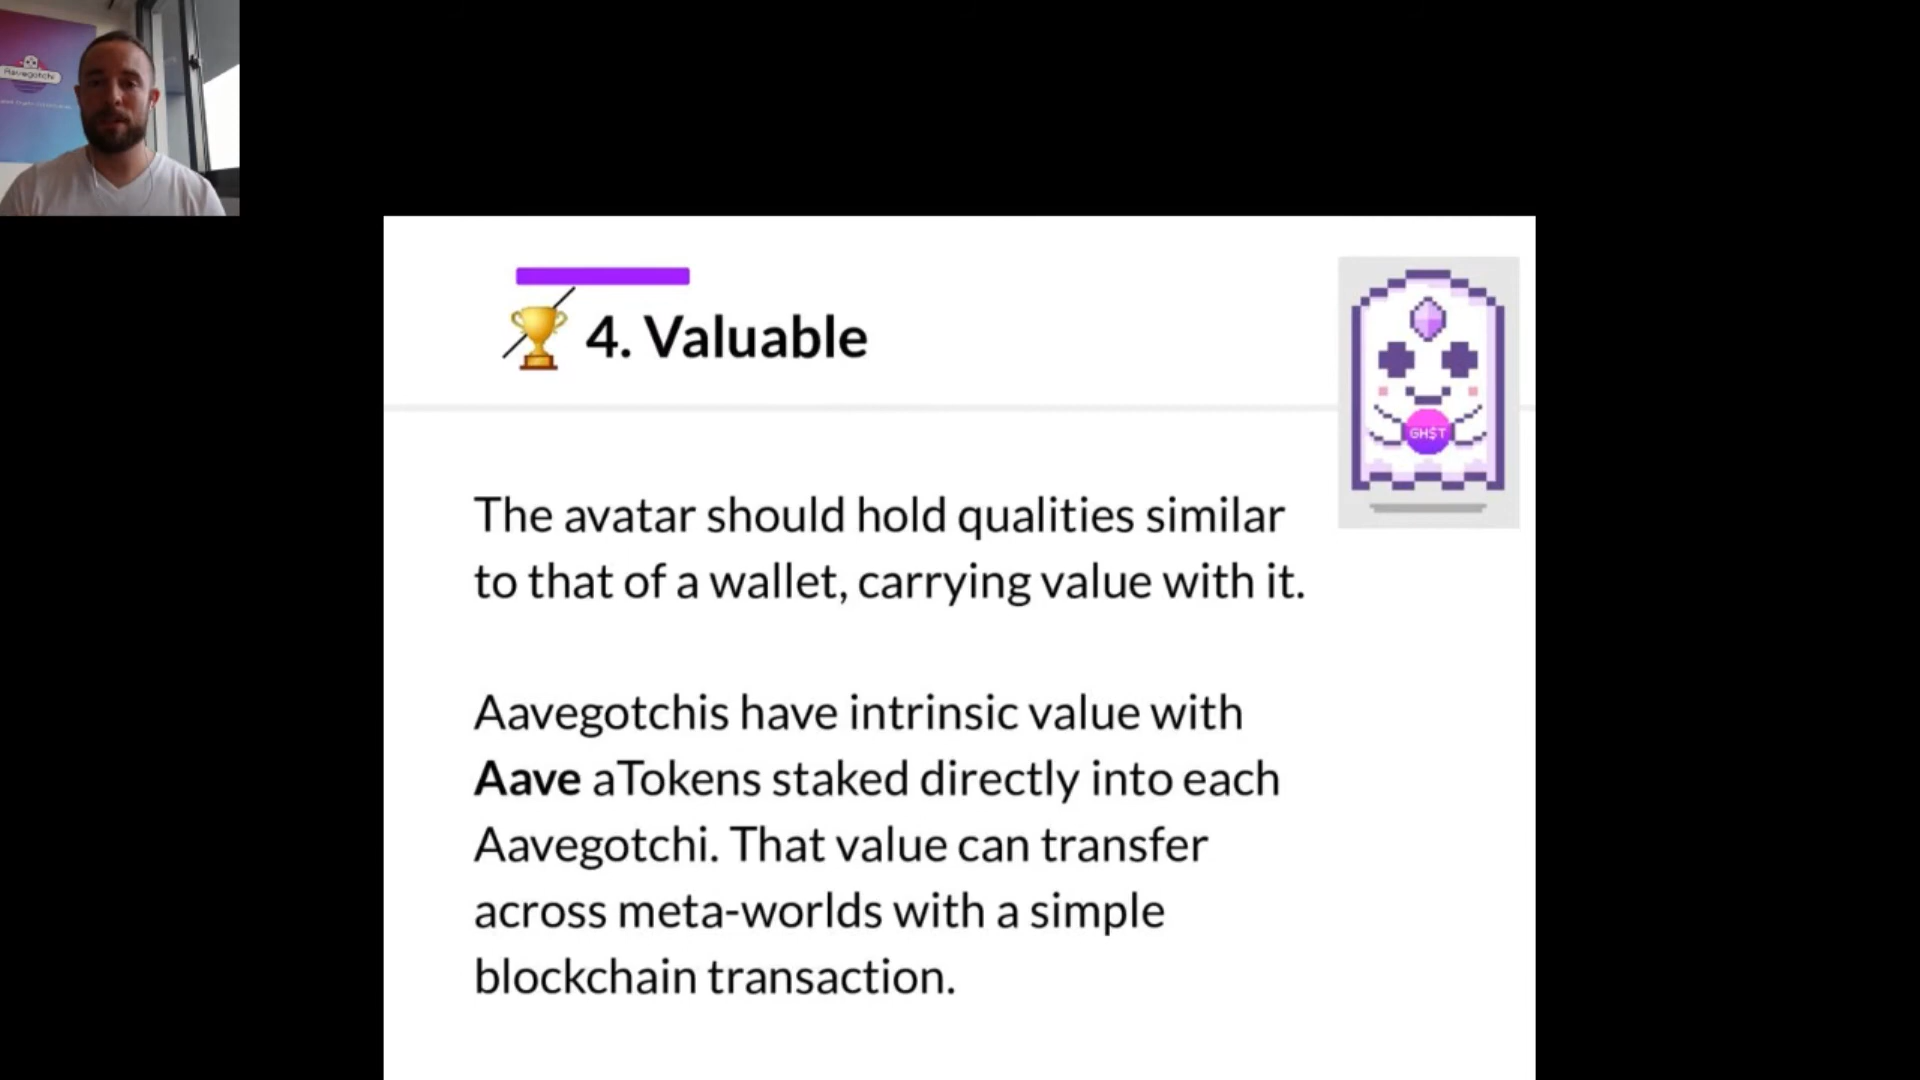 Aavegotchi
4. Valuable
GH$T
The avatar should hold qualities similar
to that of a wallet, carrying value with it.
Aavegotchis have intrinsic value with
Aave aTokens staked directly into each
Aavegotchi. That value can transfer
across meta-worlds with a simple
blockchain transaction.